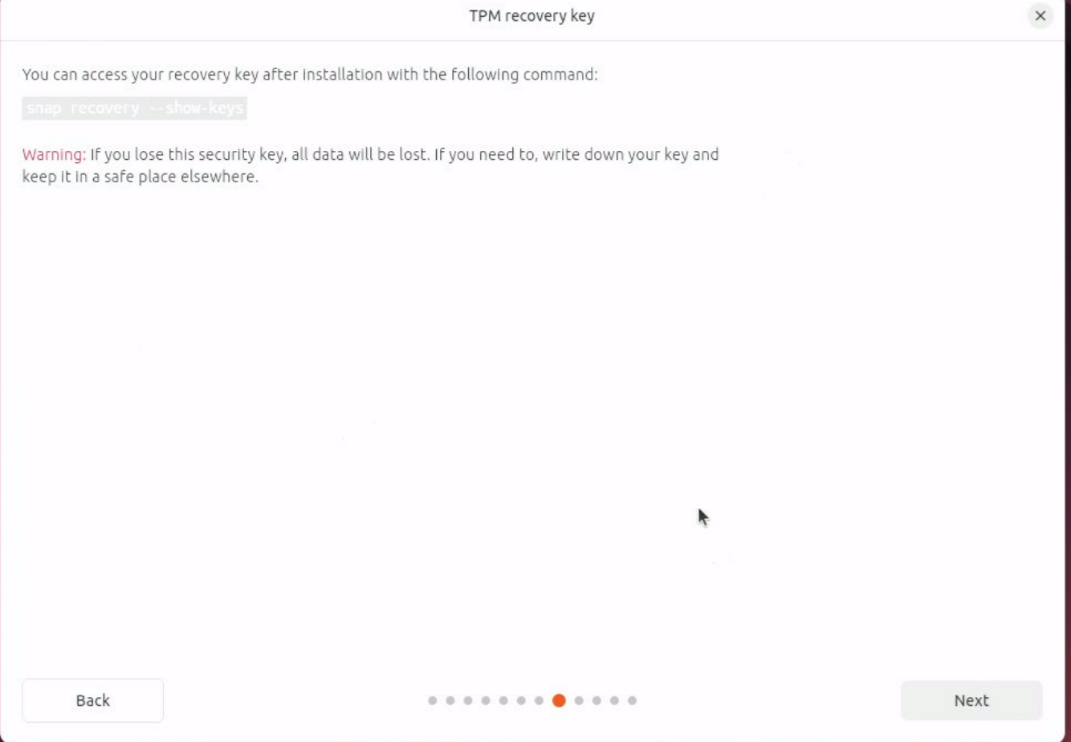 TPM recovery key
You can access your recovery key after installation with the following command:
snap recovery --show-keys
Warning: If you lose this security key, all data will be lost. If you need to, write down your key and
keep it in a safe place elsewhere.
Back
Next